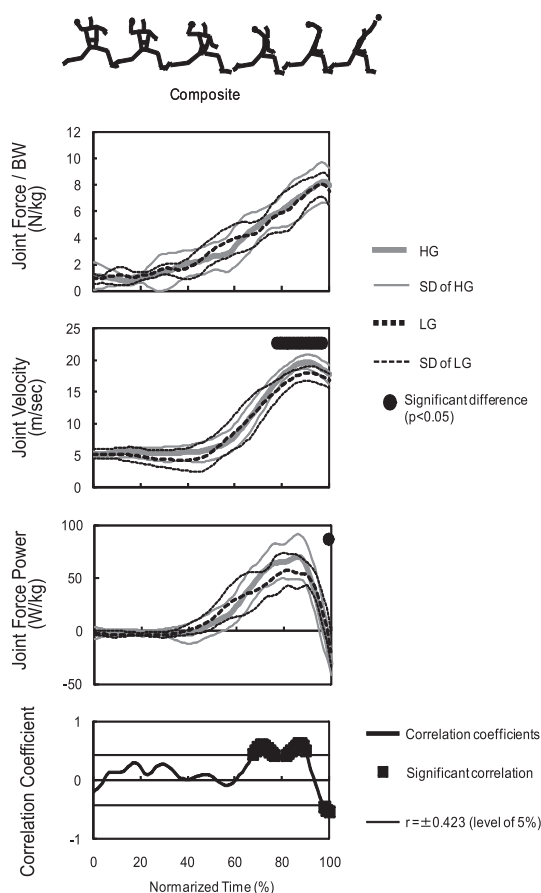 Composite
Joint Force / BW
(N/kg)
12
10
8
6
4
2
0
HG
SD of HG
LG
SD of LG
Significant difference
(p<0.05)
Joint Velocity
(m/sec)
25
20
15
10
5
0
Joint Force Power
(W/kg)
100
50
0
-50
Correlation Coefficient
1
0
-1
Correlation coefficients
Significant correlation
r=±0.423 (level of 5%)
0 20 40 60 80 100
Normarized Time (%)